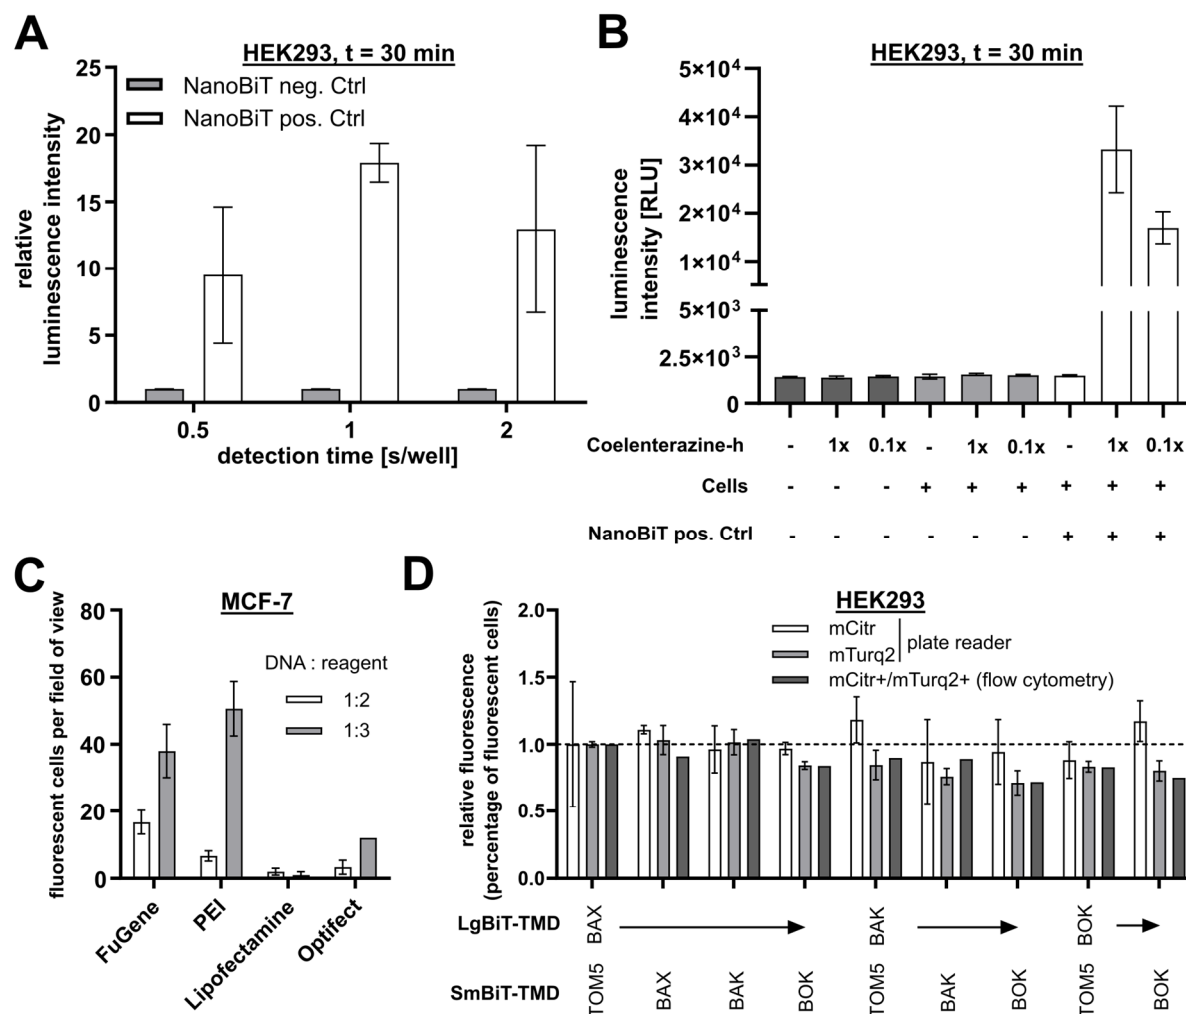 A
HEK293, t = 30 min
NanoBiT neg. Ctrl
NanoBiT pos. Ctrl
relative
luminescence intensity
25
20
15
10
5
0
0.5 1 2
detection time [s/well]
B
HEK293, t = 30 min
luminescence
intensity [RLU]
5×10⁴
4×10⁴
3×10⁴
2×10⁴
1×10⁴
5×10³
2.5×10³
0
Coelenterazine-h - 1x 0.1x - 1x 0.1x - 1x 0.1x
Cells - - - + + + + + +
NanoBiT pos. Ctrl - - - - - - + + +
C
MCF-7
fluorescent cells per field of view
80
60
40
20
0
DNA : reagent
1:2
1:3
FuGene PEI Lipofectamine Optifect
D
HEK293
mCitr
mTurq2
plate reader
mCitr+/mTurq2+ (flow cytometry)
relative fluorescence
(percentage of fluorescent cells)
2.0
1.5
1.0
0.5
0.0
LgBiT-TMD BAX BAK BOK
SmBiT-TMD TOM5 BAX BAK BOK TOM5 BAK BOK TOM5 BOK